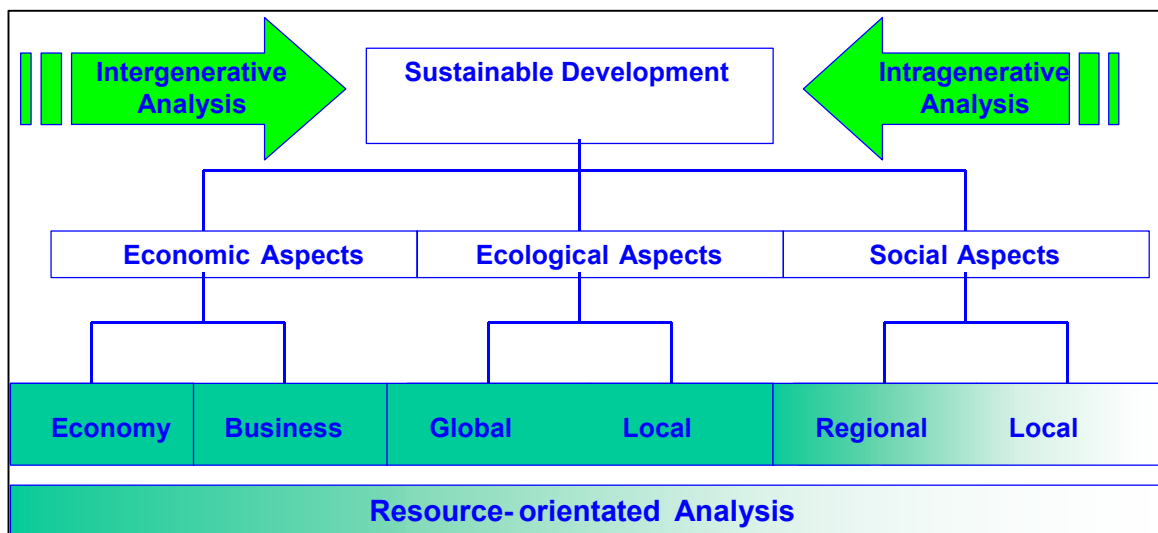 Intergenerative
Analysis
Sustainable Development
Intragenerative
Analysis
Economic Aspects
Ecological Aspects
Social Aspects
Economy
Business
Global
Local
Regional
Local
Resource- orientated Analysis